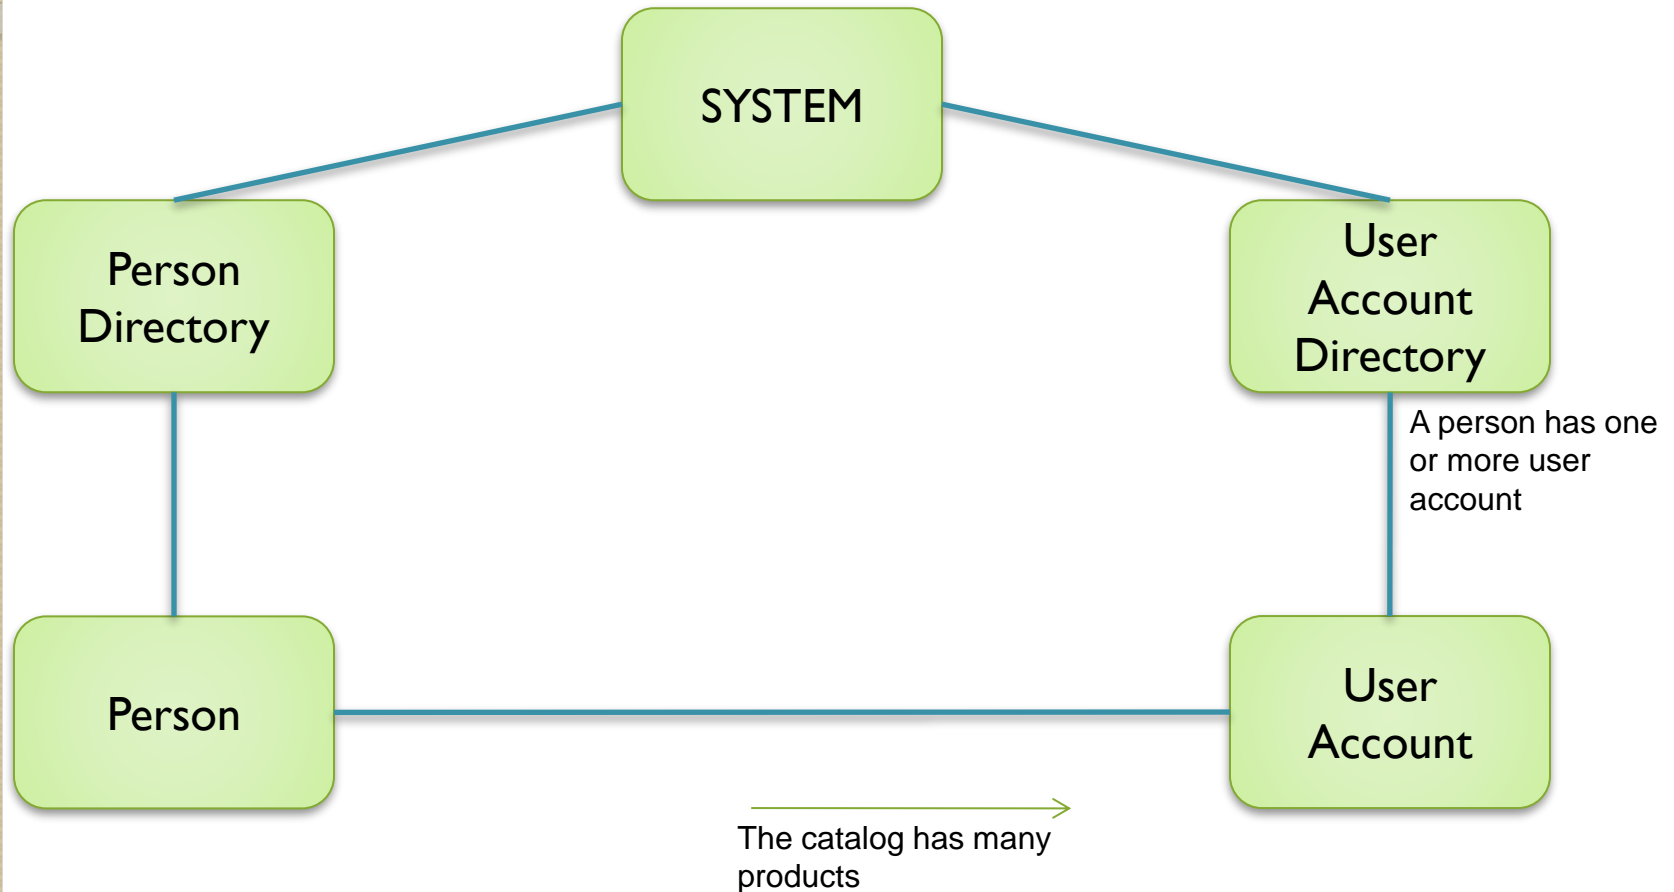 SYSTEM
Person
Directory
User
Account
Directory
A person has one
or more user
account
Person
User
Account
The catalog has many
products